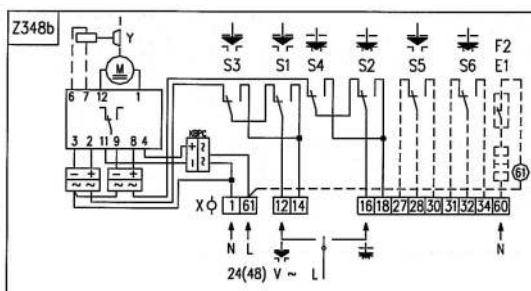 Z348b
Y
M
S3 S1 S4 S2 S5 S6 F2
E1
6 7 12 1
3 2 11 9 8 4
KBPC
+ ~
– ~
– +
~
– +
~
61
X 1 61 12 14 16 18 27 28 30 31 32 34 60
N L N
24(48) V ~ L